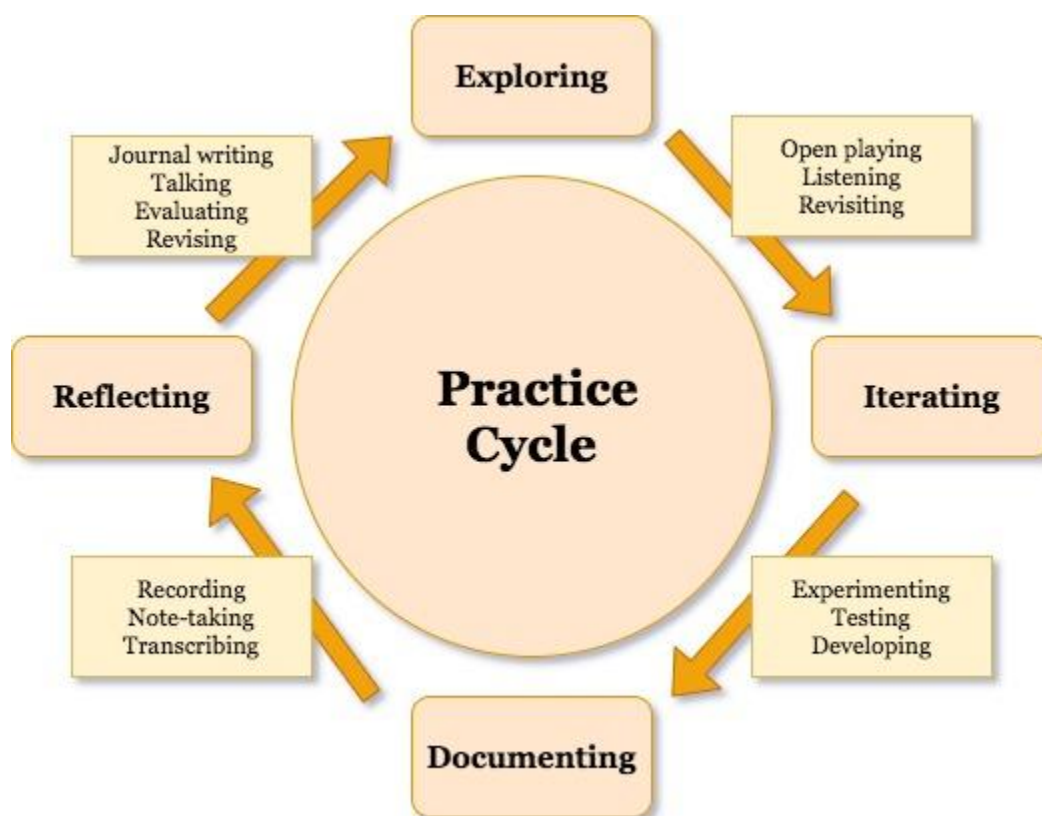 Exploring
Journal writing
Talking
Evaluating
Revising
Open playing
Listening
Revisiting
Reflecting
Practice
Cycle
Iterating
Recording
Note-taking
Transcribing
Experimenting
Testing
Developing
Documenting